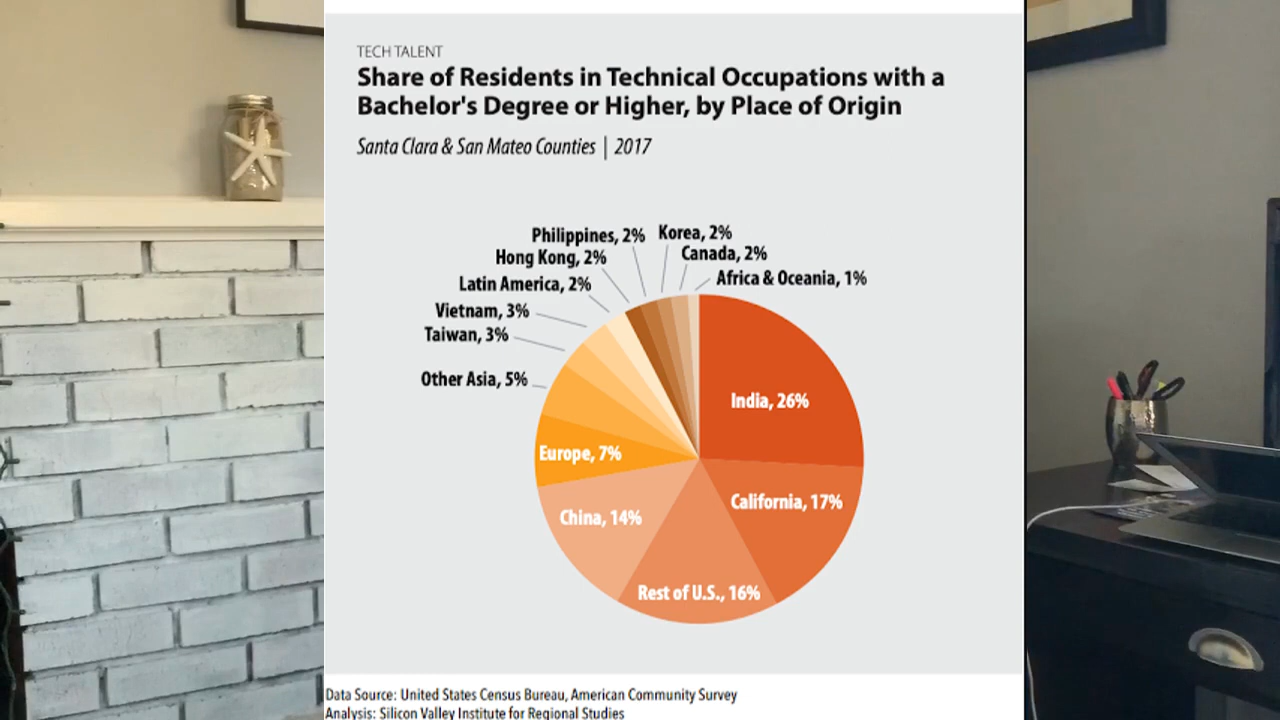 TECH TALENT
Share of Residents in Technical Occupations with a
Bachelor's Degree or Higher, by Place of Origin
Santa Clara & San Mateo Counties | 2017
Philippines, 2%
Korea, 2%
Hong Kong, 2%
Canada, 2%
Latin America, 2%
Africa & Oceania, 1%
Vietnam, 3%
Taiwan, 3%
Other Asia, 5%
India, 26%
Europe, 7%
California, 17%
China, 14%
Rest of U.S., 16%
Data Source: United States Census Bureau, American Community Survey
Analysis: Silicon Valley Institute for Regional Studies